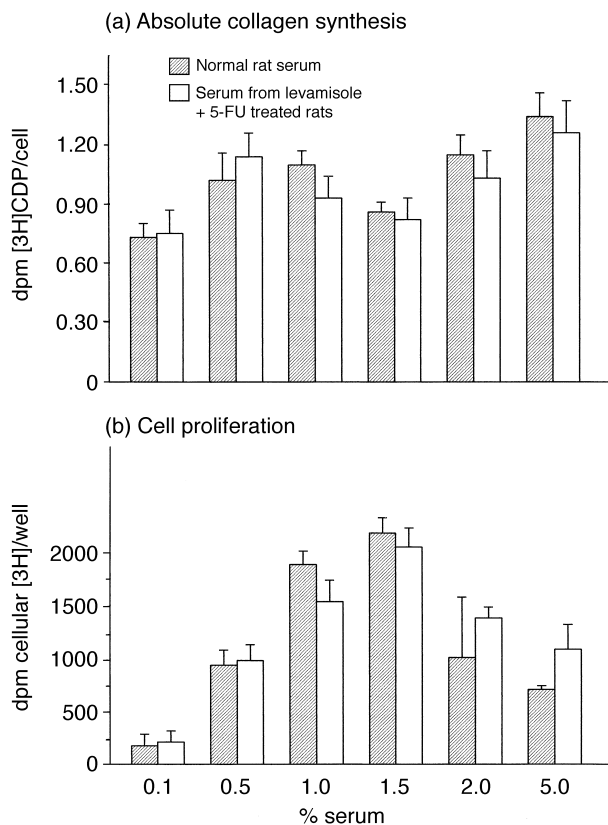 (a) Absolute collagen synthesis
Normal rat serum
Serum from levamisole
+ 5-FU treated rats
dpm [3H]CDP/cell
1.50
1.20
0.90
0.60
0.30
0
(b) Cell proliferation
dpm cellular [3H]/well
2000
1500
1000
500
0
0.1 0.5 1.0 1.5 2.0 5.0
% serum